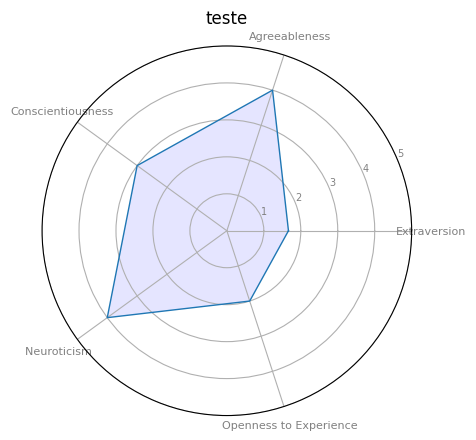 teste
Agreeableness
Conscientiousness
5
4
3
2
1
Extraversion
Neuroticism
Openness to Experience